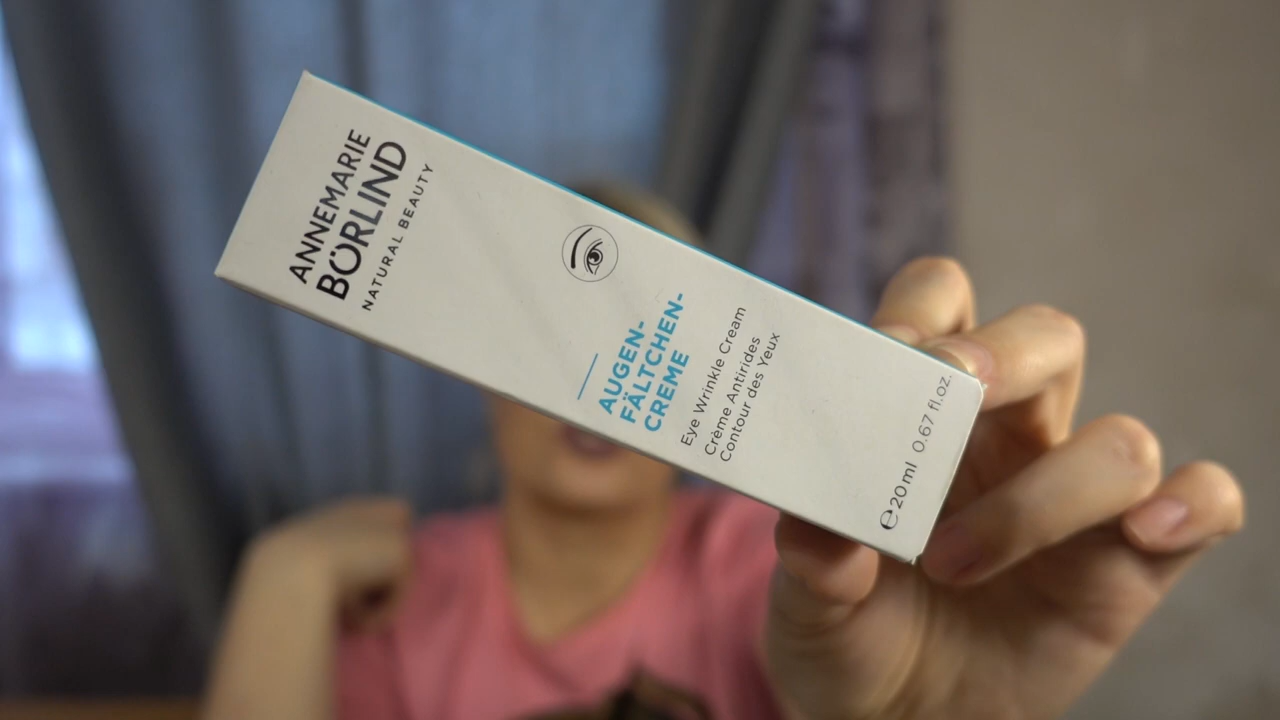 ANNEMARIE
BÖRLIND
NATURAL BEAUTY
AUGEN-
FÄLTCHEN-
CREME
Eye Wrinkle Cream
Crème Antirides
Contour des Yeux
℮20ml 0.67 fl.oz.